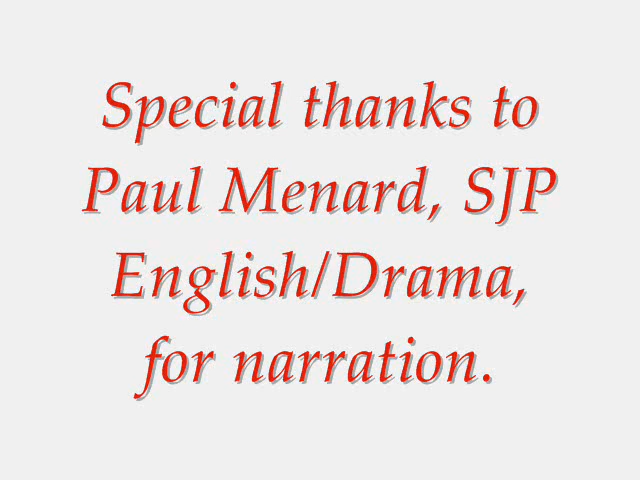 Special thanks to
Paul Menard, SJP
English/Drama,
for narration.